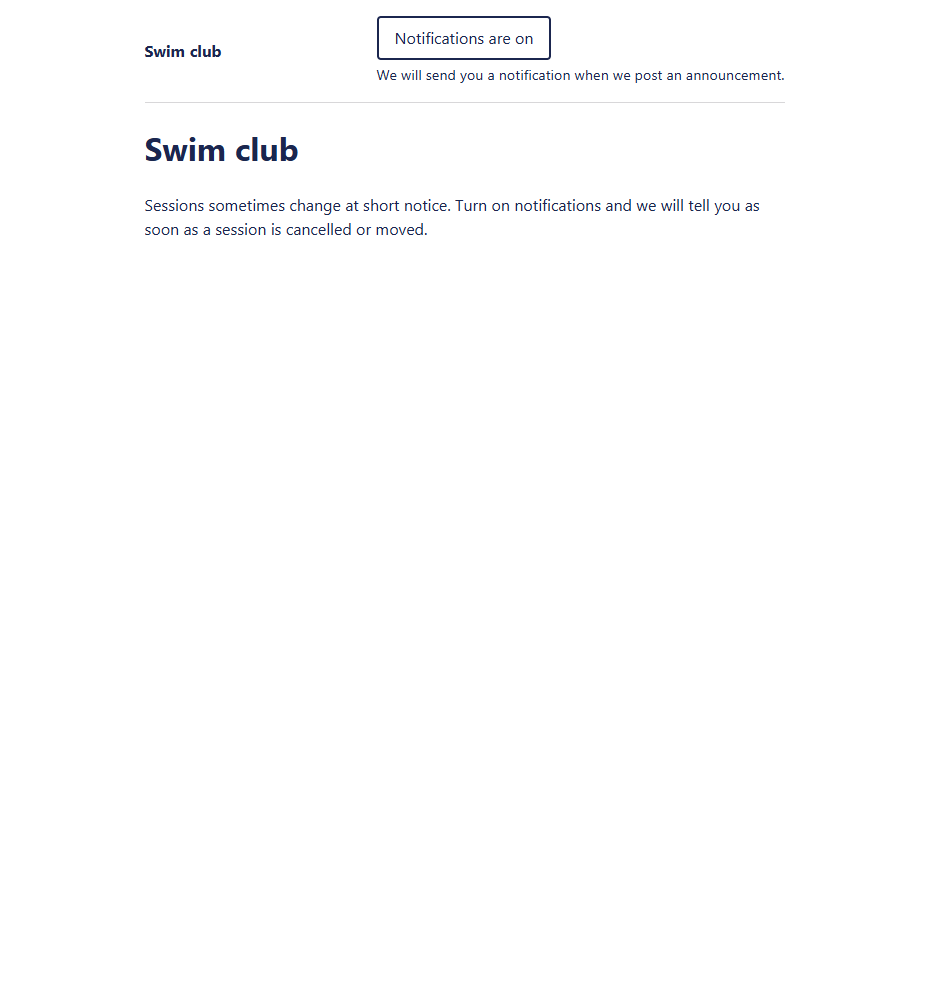 Swim club
Notifications are on
We will send you a notification when we post an announcement.
Swim club
Sessions sometimes change at short notice. Turn on notifications and we will tell you as
soon as a session is cancelled or moved.